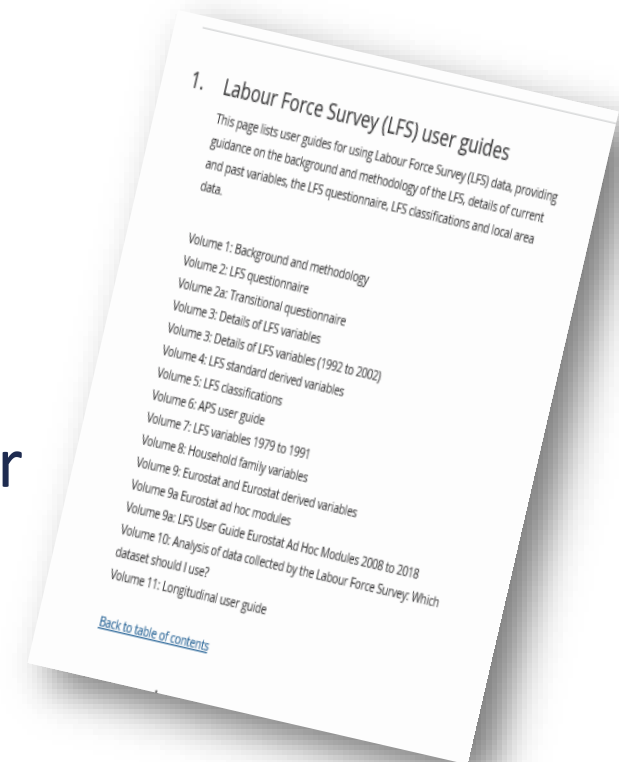 1. Labour Force Survey (LFS) user guides
This page lists user guides for using Labour Force Survey (LFS) data, providing
guidance on the background and methodology of the LFS, details of current
and past variables, the LFS questionnaire, LFS classifications and local area
data.
Volume 1: Background and methodology
Volume 2: LFS questionnaire
Volume 2a: Transitional questionnaire
Volume 3: Details of LFS variables
Volume 3: Details of LFS variables (1992 to 2002)
Volume 4: LFS standard derived variables
Volume 5: LFS classifications
Volume 6: APS user guide
Volume 7: LFS variables 1979 to 1991
Volume 8: Household family variables
Volume 9: Eurostat and Eurostat derived variables
Volume 9a Eurostat ad hoc modules
Volume 9a: LFS User Guide Eurostat Ad Hoc Modules 2008 to 2018
Volume 10: Analysis of data collected by the Labour Force Survey: Which
dataset should I use?
Volume 11: Longitudinal user guide
Back to table of contents
r